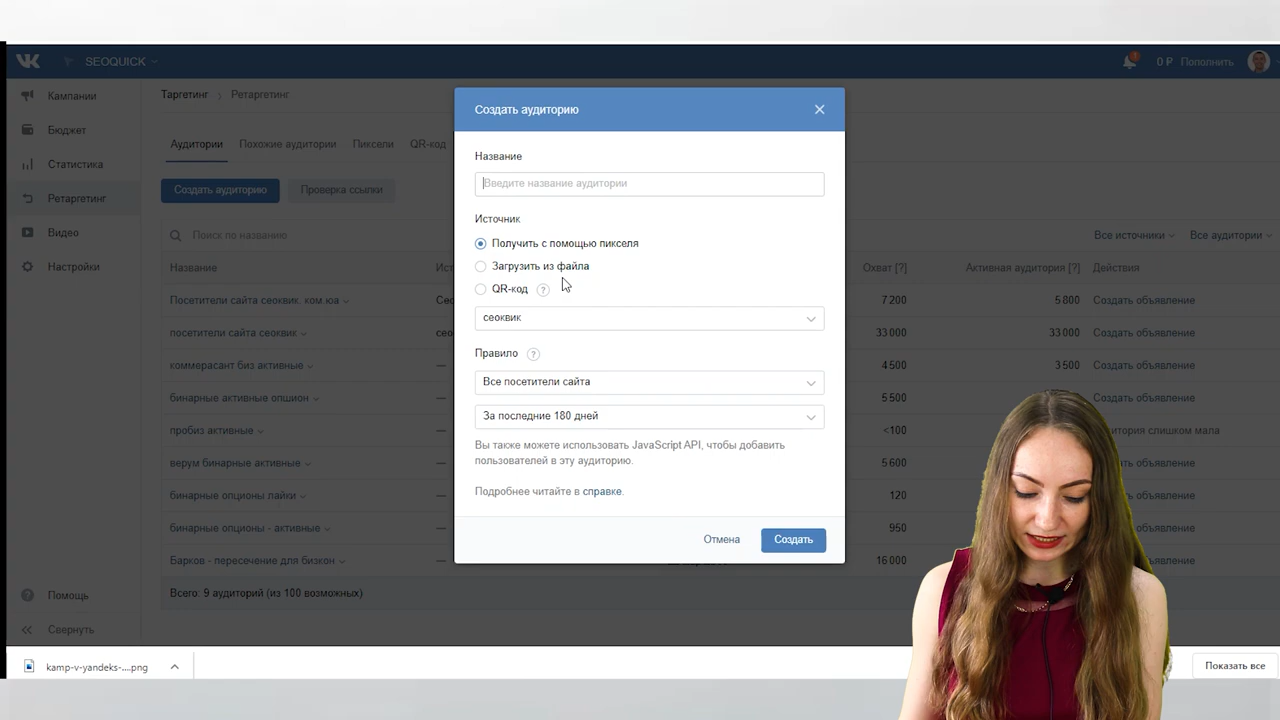 SEOQUICK
0 ₽ Пополнить
Кампании
Бюджет
Статистика
Ретаргетинг
Видео
Настройки
Помощь
Свернуть
Таргетинг › Ретаргетинг
Аудитории Похожие аудитории Пиксели QR-код
Создать аудиторию Проверка ссылки
Поиск по названию Все источники Все аудитории
Название Охват [?] Активная аудитория [?] Действия
Посетители сайта сеоквик. ком.юа 7 200 5 800 Создать объявление
посетители сайта сеоквик 33 000 33 000 Создать объявление
коммерасант биз активные — 4 500 3 500 Создать объявление
бинарные активные опцион — 5 500
пробиз активные — <100 слишком мала
верум бинарные активные — 5 600
бинарные опционы лайки — 120
бинарные опционы - активные — 950
Барков - пересечение для бизкон — 16 000
Всего: 9 аудиторий (из 100 возможных)
Создать аудиторию
Название
Введите название аудитории
Источник
Получить с помощью пикселя
Загрузить из файла
QR-код ?
сеоквик
Правило ?
Все посетители сайта
За последние 180 дней
Вы также можете использовать JavaScript API, чтобы добавить
пользователей в эту аудиторию.
Подробнее читайте в справке.
Отмена Создать
kamp-v-yandeks-....png
Показать все